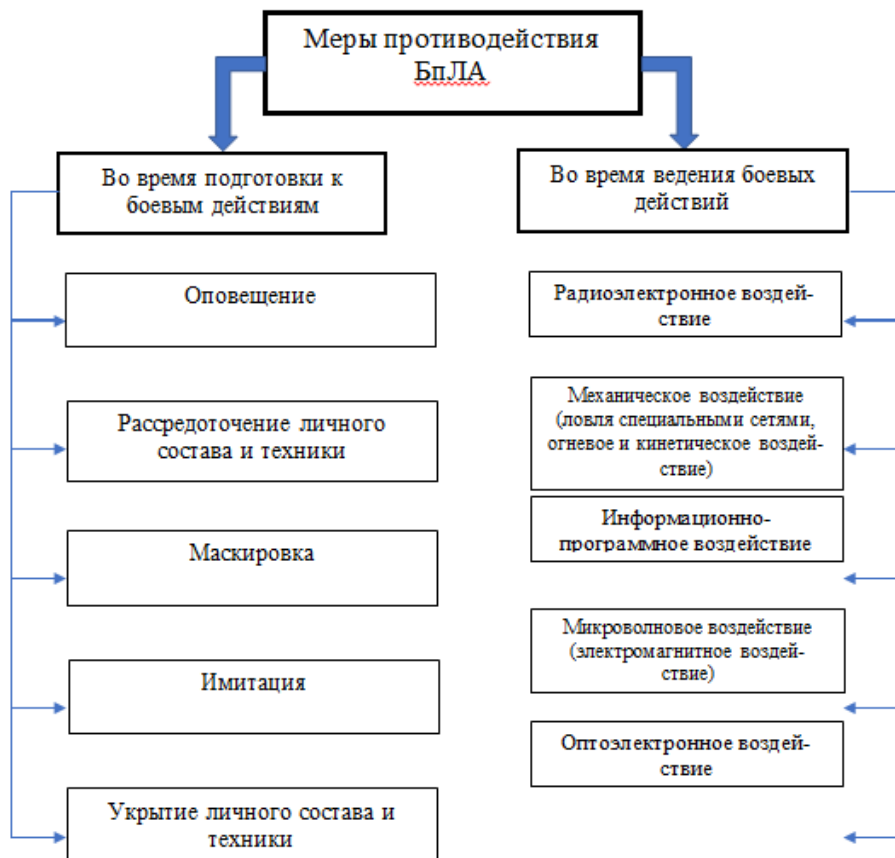 Меры противодействия
БпЛА
Во время подготовки к
боевым действиям
Оповещение
Рассредоточение личного
состава и техники
Маскировка
Имитация
Укрытие личного состава и
техники
Во время ведения боевых
действий
Радиоэлектронное воздей-
ствие
Механическое воздействие
(ловля специальными сетями,
огневое и кинетическое воздей-
ствие)
Информационно-
программное воздействие
Микроволновое воздействие
(электромагнитное воздей-
ствие)
Оптоэлектронное воздей-
ствие